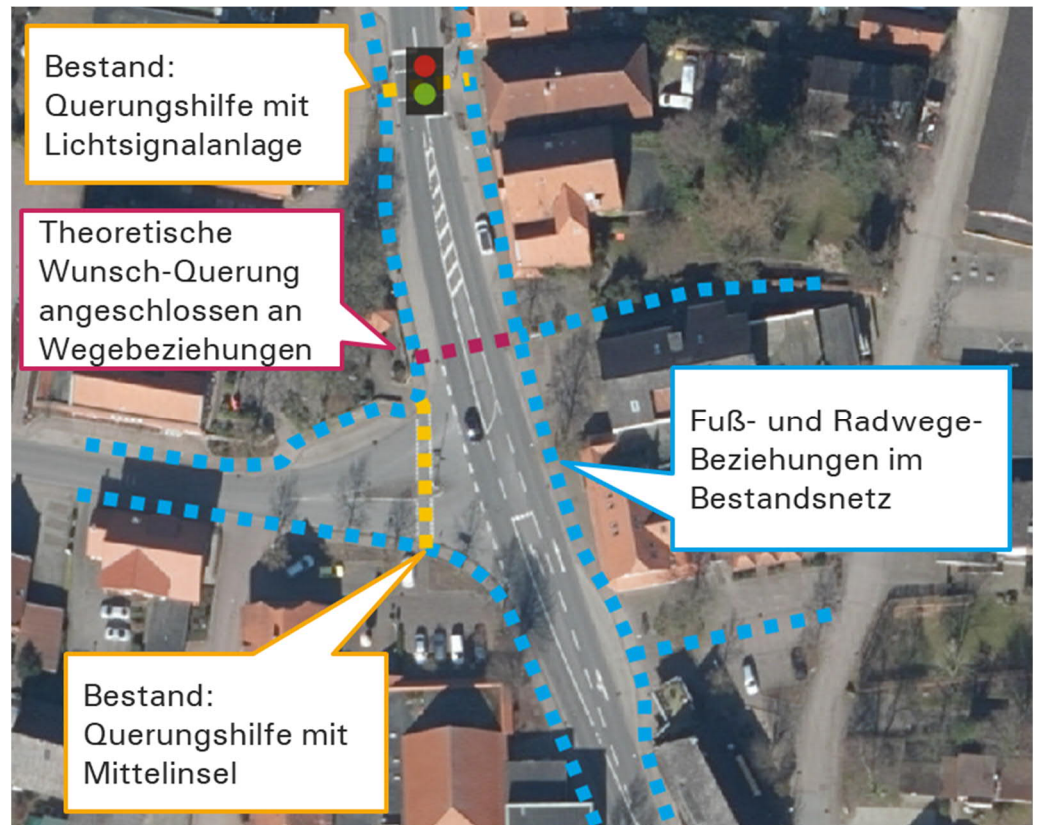 Bestand:
Querungshilfe mit
Lichtsignalanlage
Theoretische
Wunsch-Querung
angeschlossen an
Wegebeziehungen
Fuß- und Radwege-
Beziehungen im
Bestandsnetz
Bestand:
Querungshilfe mit
Mittelinsel